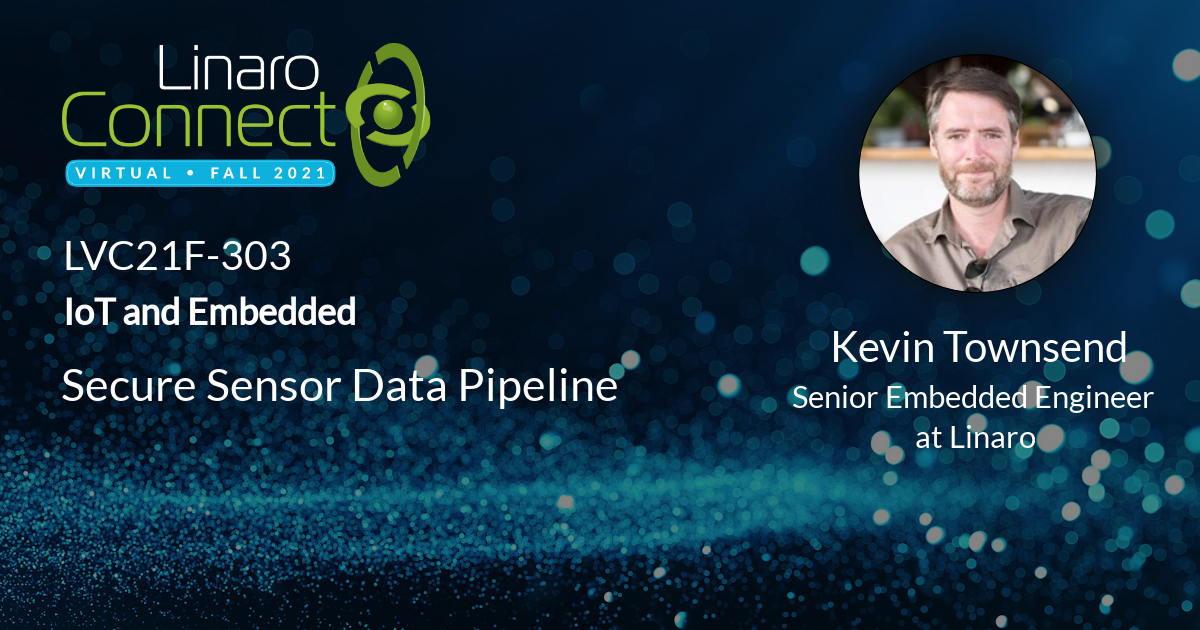 Linaro
Connect
VIRTUAL • FALL 2021
LVC21F-303
IoT and Embedded
Secure Sensor Data Pipeline
Kevin Townsend
Senior Embedded Engineer
at Linaro